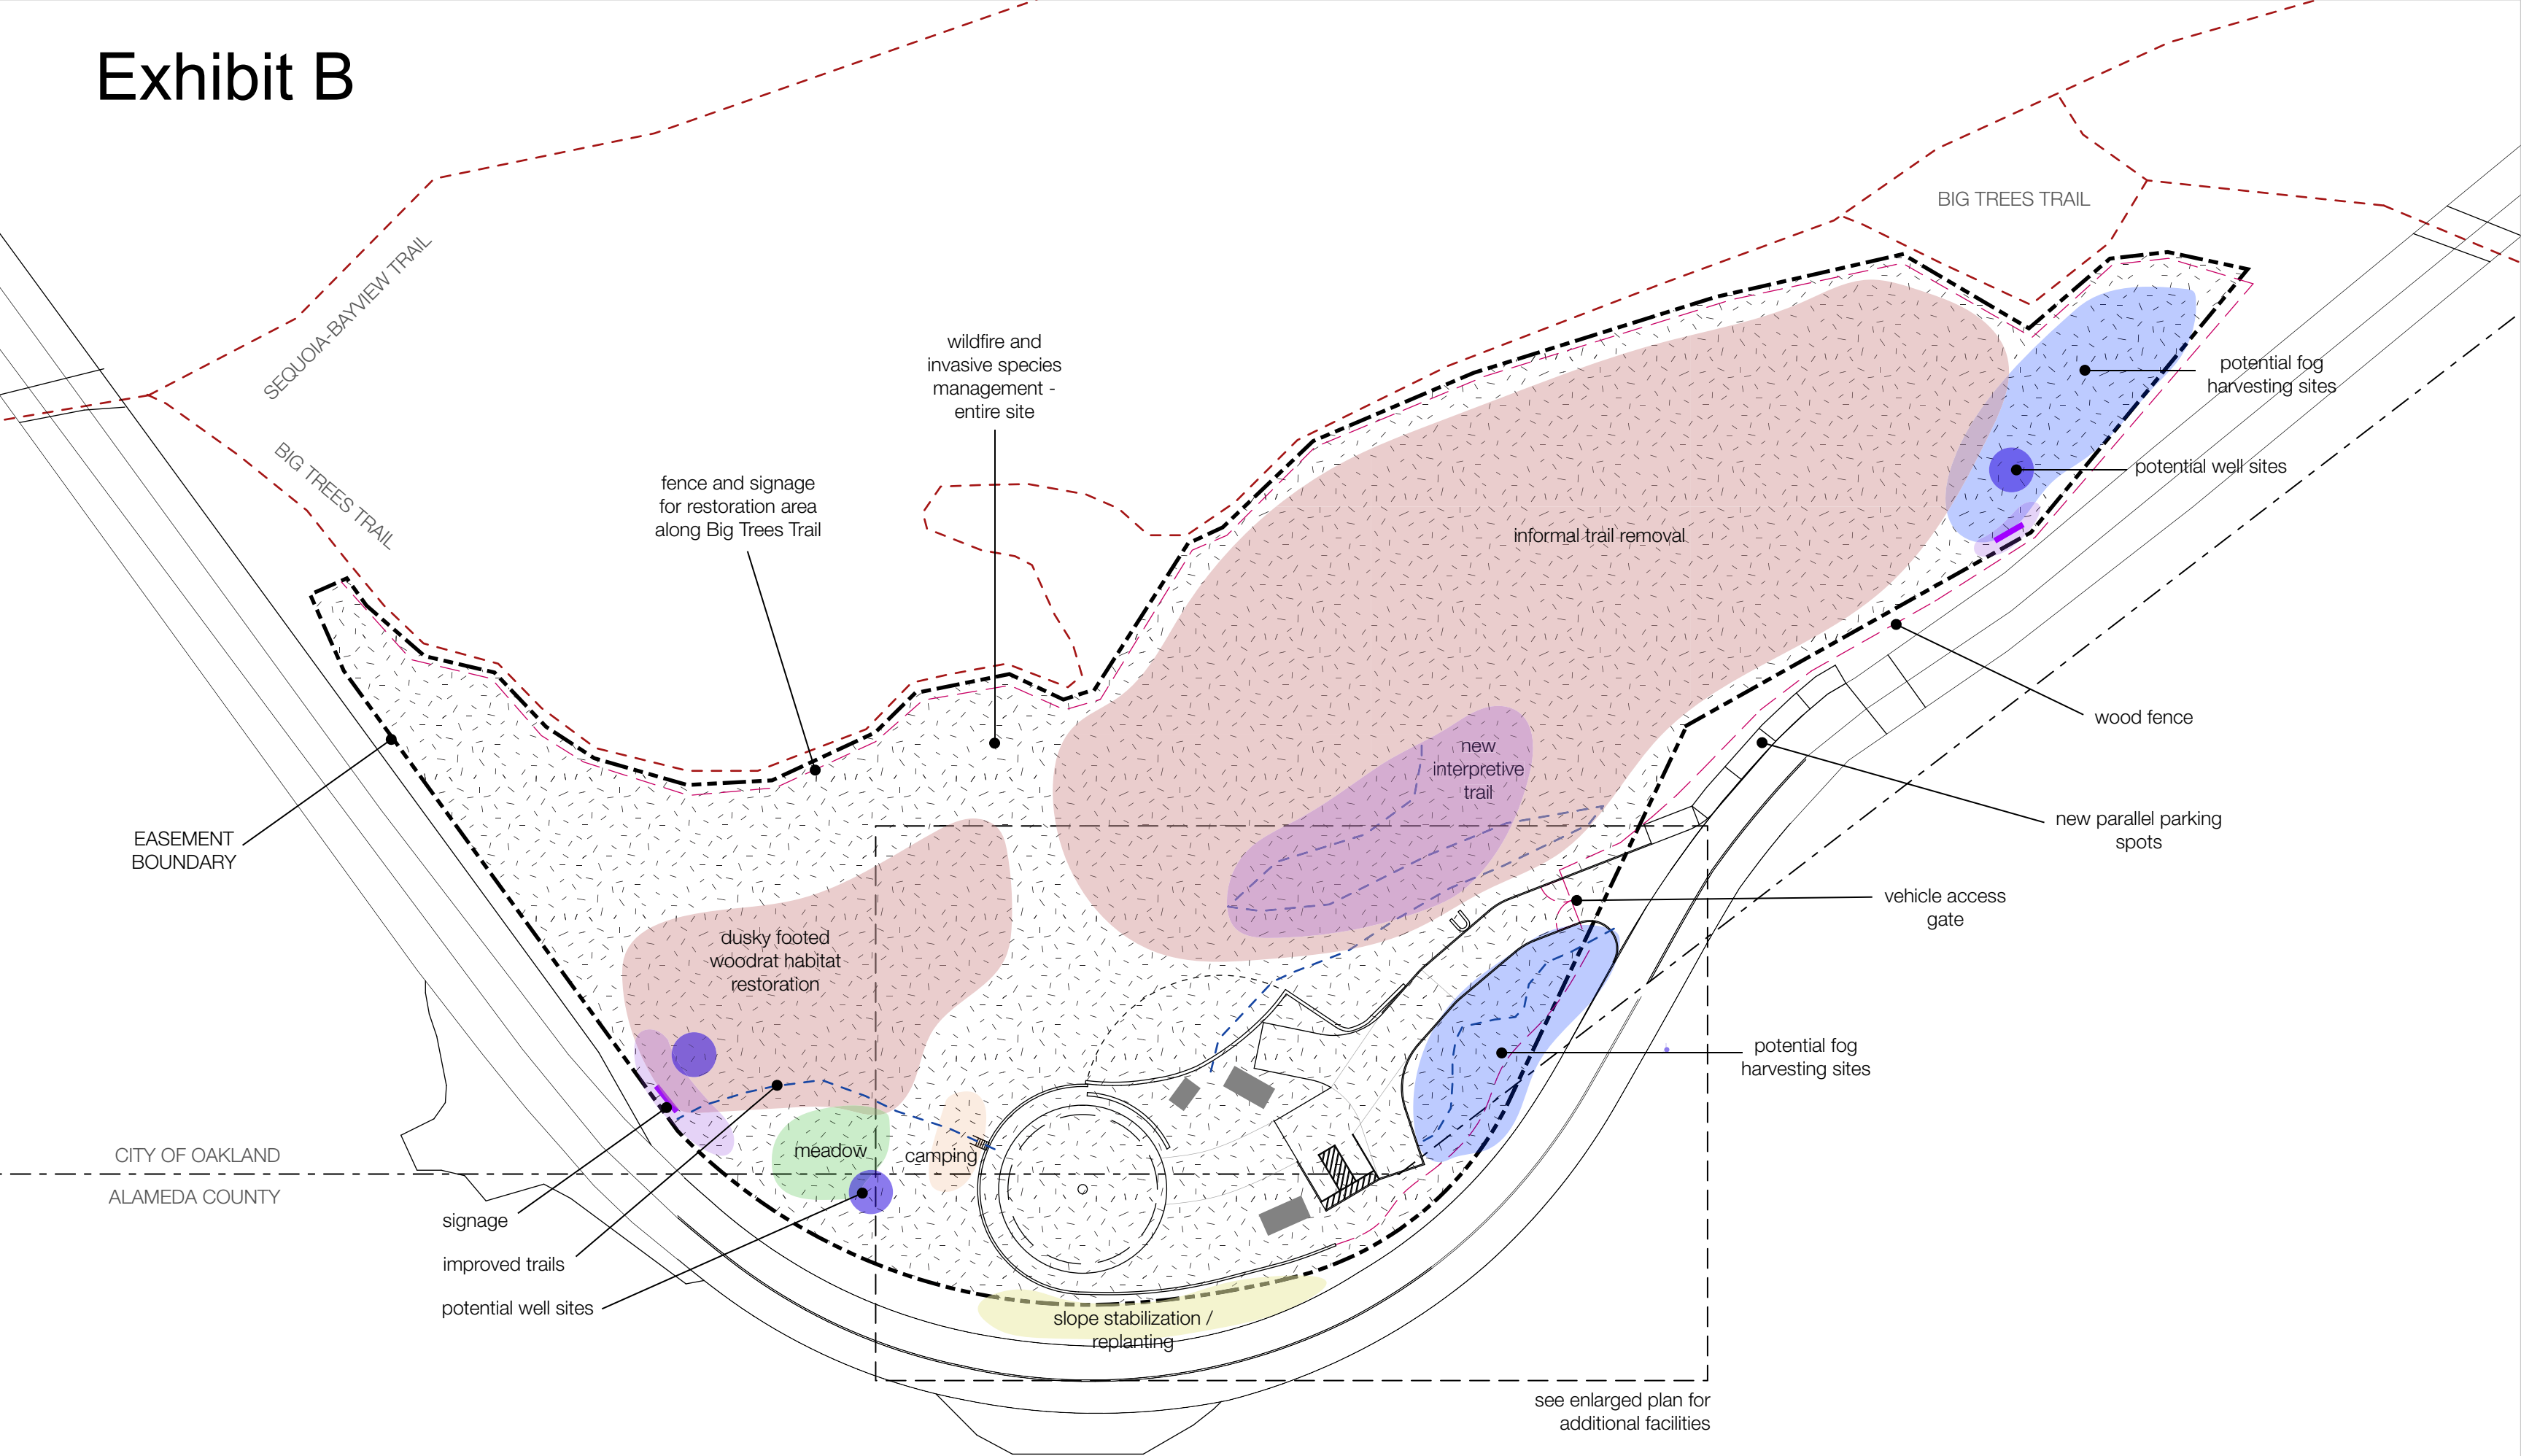 Exhibit B
BIG TREES TRAIL
SEQUOIA-BAYVIEW TRAIL
wildfire and
invasive species
management -
entire site
potential fog
harvesting sites
BIG TREES TRAIL
potential well sites
fence and signage
for restoration area
along Big Trees Trail
informal trail removal
wood fence
new
interpretive
trail
new parallel parking
spots
EASEMENT
BOUNDARY
vehicle access
gate
dusky footed
woodrat habitat
restoration
potential fog
harvesting sites
meadow
camping
CITY OF OAKLAND
ALAMEDA COUNTY
signage
improved trails
potential well sites
slope stabilization /
replanting
see enlarged plan for
additional facilities